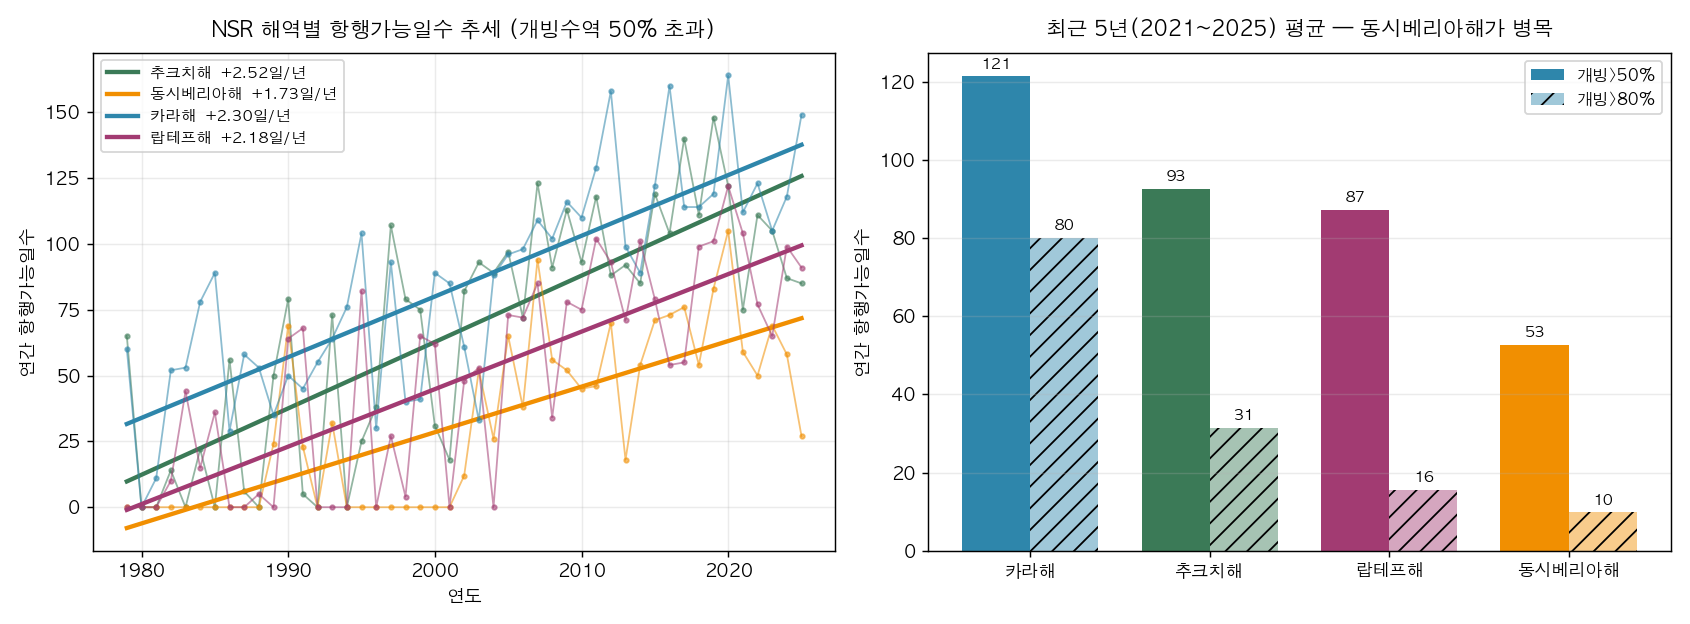 NSR 해역별 항행가능일수 추세 (개빙수역 50% 초과)
추크치해 +2.52일/년
동시베리아해 +1.73일/년
카라해 +2.30일/년
랍테프해 +2.18일/년
연간 항행가능일수
150
125
100
75
50
25
0
1980 1990 2000 2010 2020
연도
최근 5년(2021~2025) 평균 — 동시베리아해가 병목
개빙>50%
개빙>80%
연간 항행가능일수
120
100
80
60
40
20
0
121
80
93
31
87
16
53
10
카라해 추크치해 랍테프해 동시베리아해